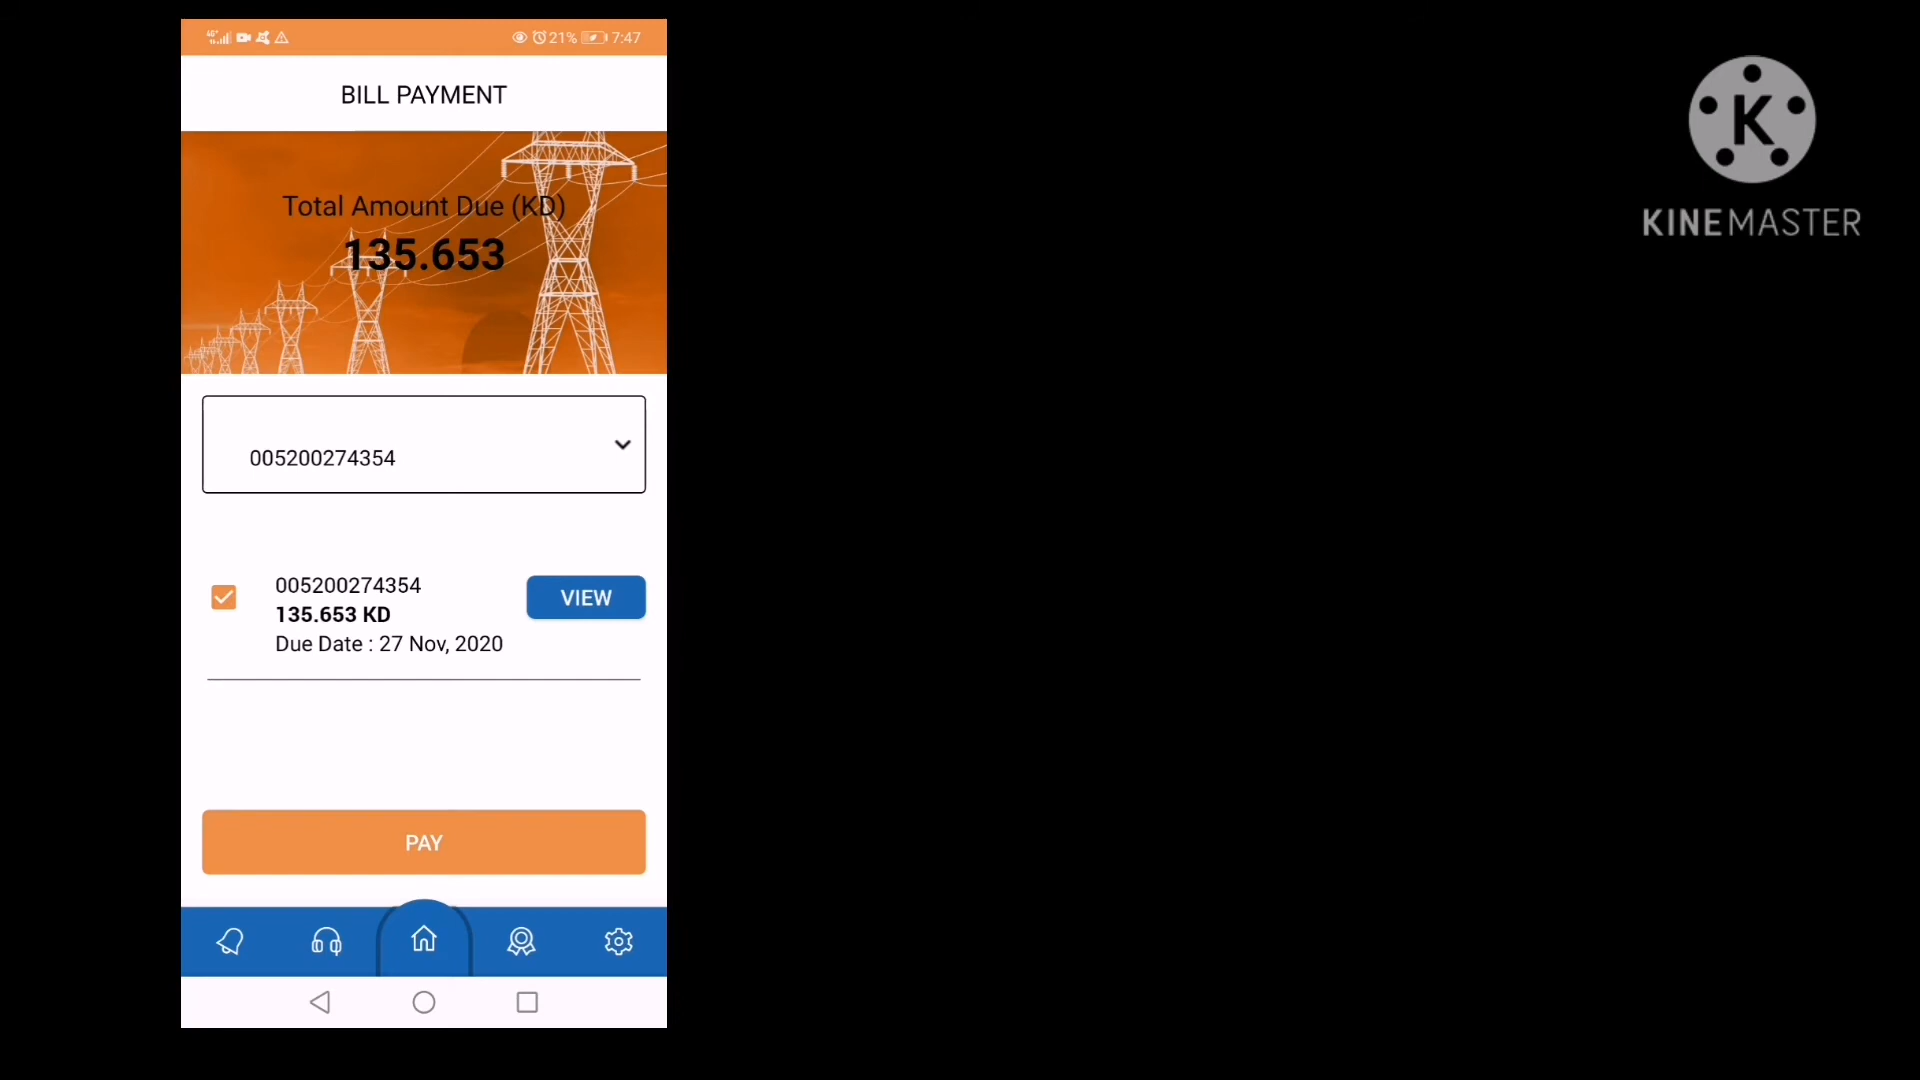 4G+ 21% 7:47
BILL PAYMENT
Total Amount Due (KD)
135.653
005200274354
005200274354
135.653 KD
Due Date : 27 Nov, 2020
VIEW
PAY
K
KINEMASTER